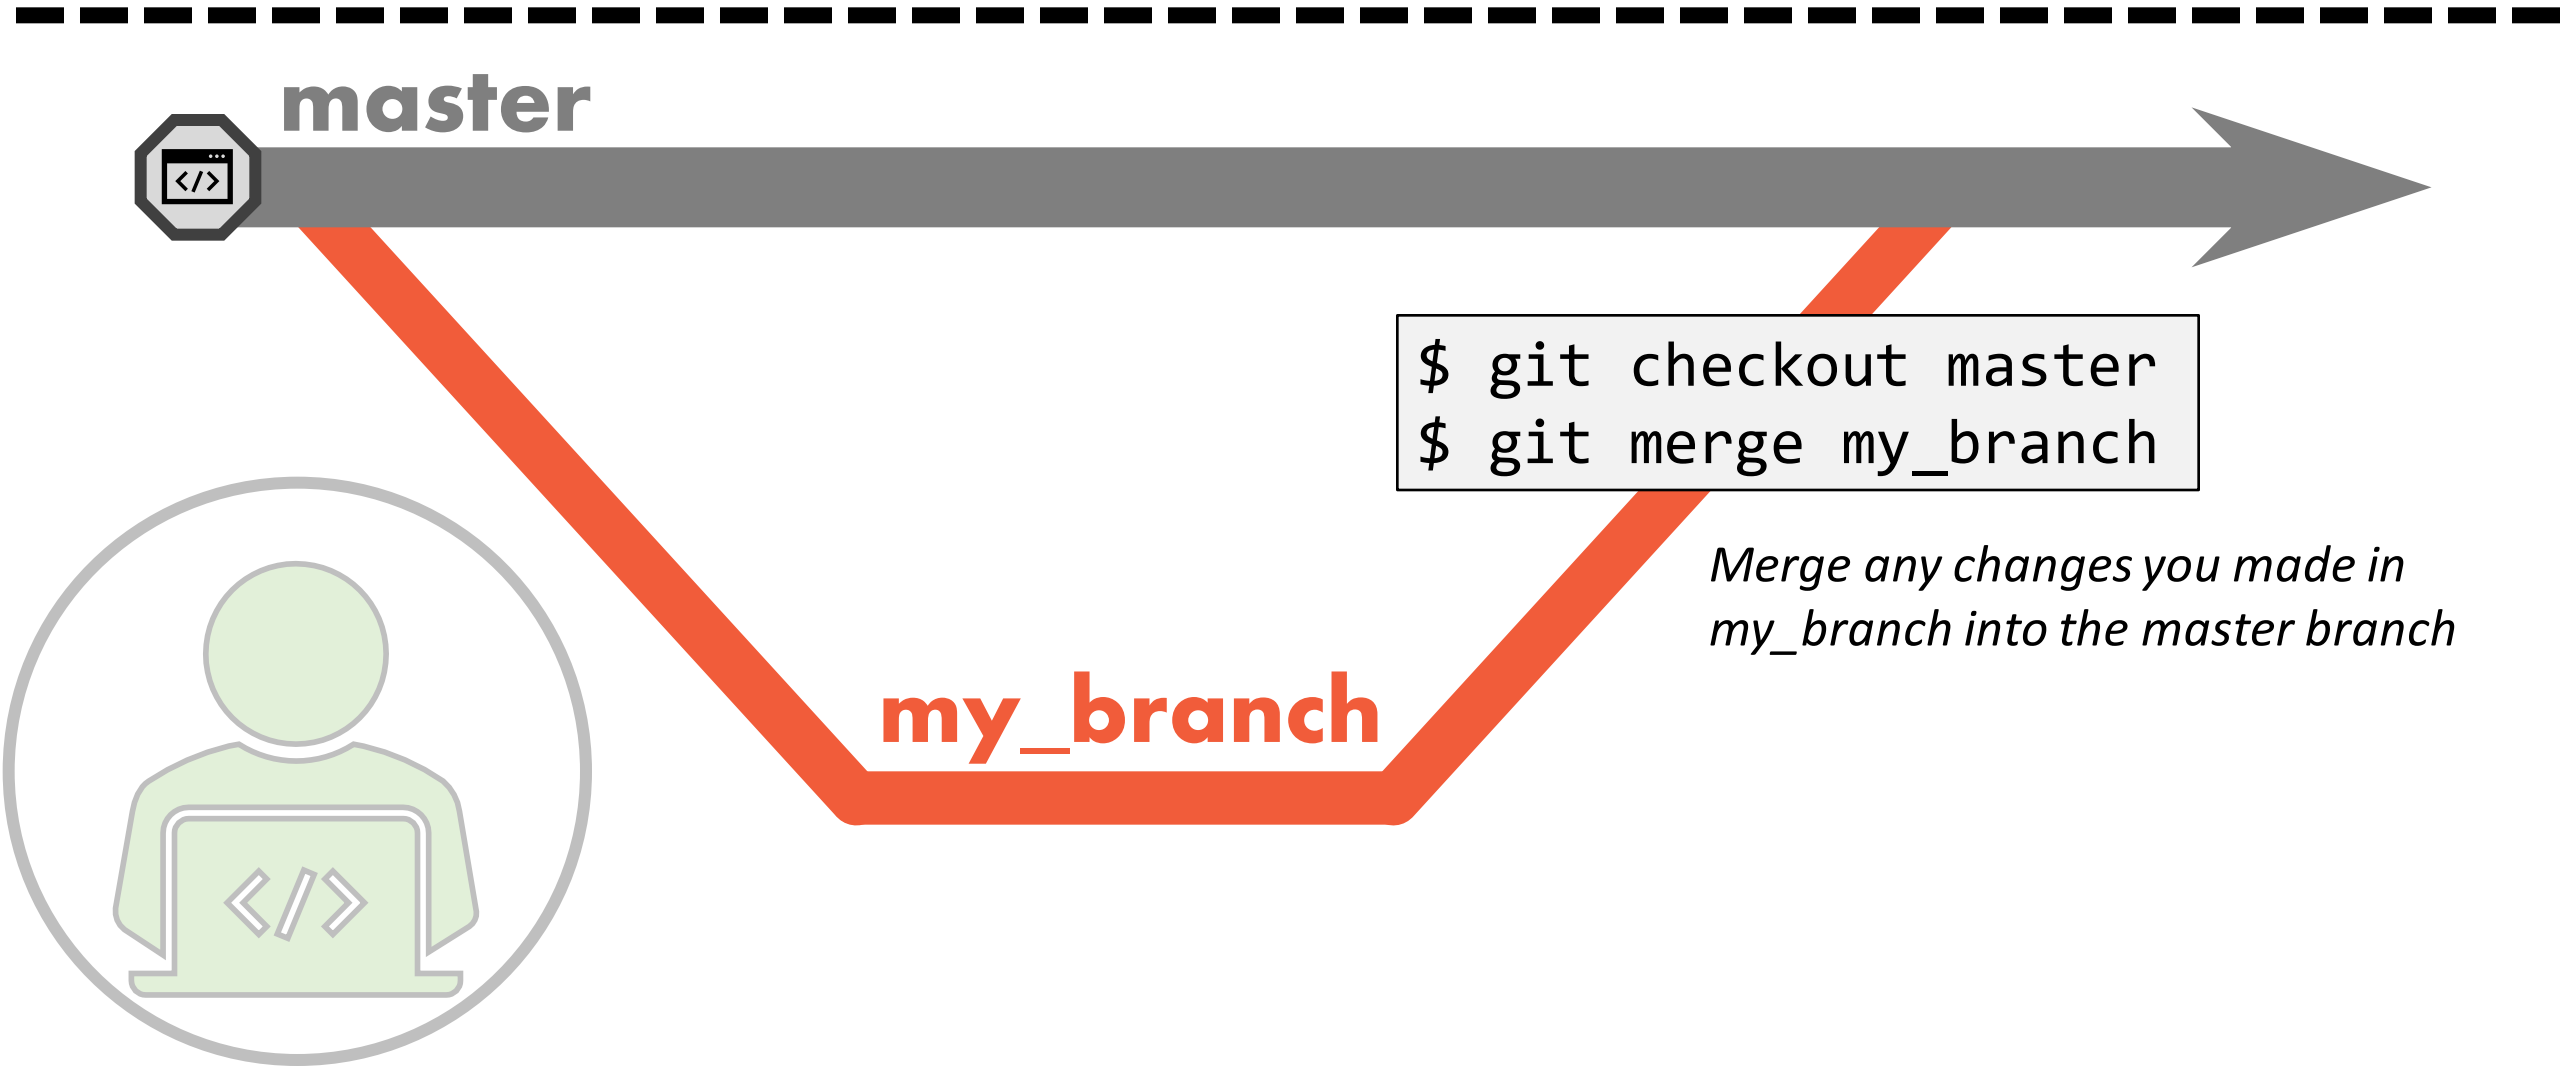 master
</>
$ git checkout master
$ git merge my_branch
Merge any changes you made in
my_branch into the master branch
my_branch
</>